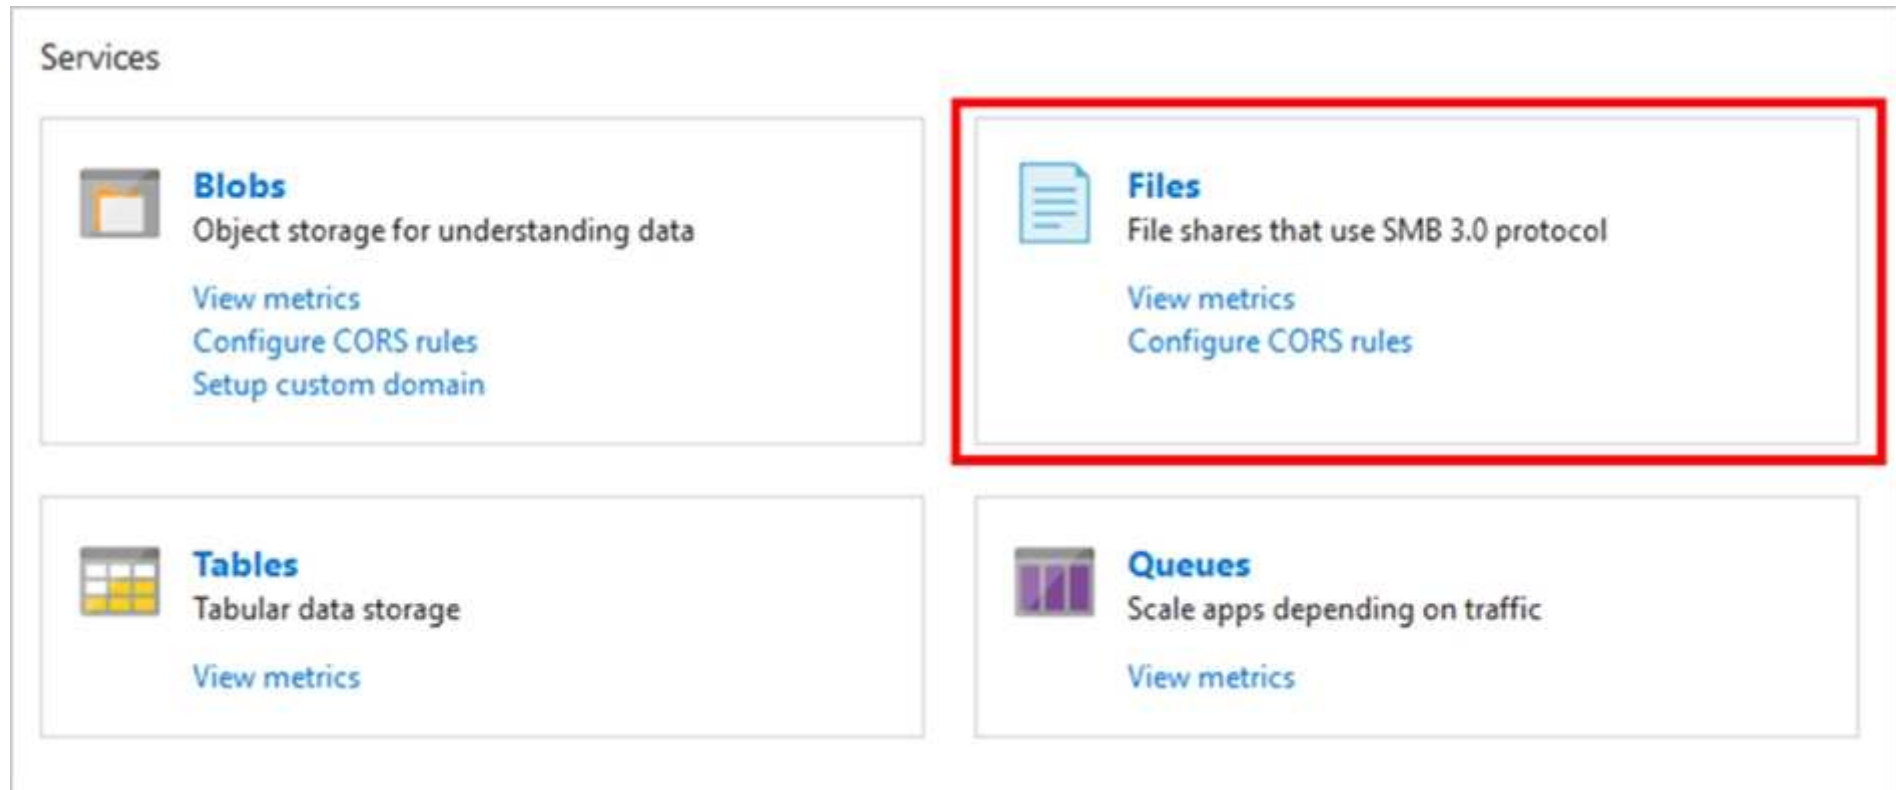 Services
Blobs
Object storage for understanding data
View metrics
Configure CORS rules
Setup custom domain
Files
File shares that use SMB 3.0 protocol
View metrics
Configure CORS rules
Tables
Tabular data storage
View metrics
Queues
Scale apps depending on traffic
View metrics